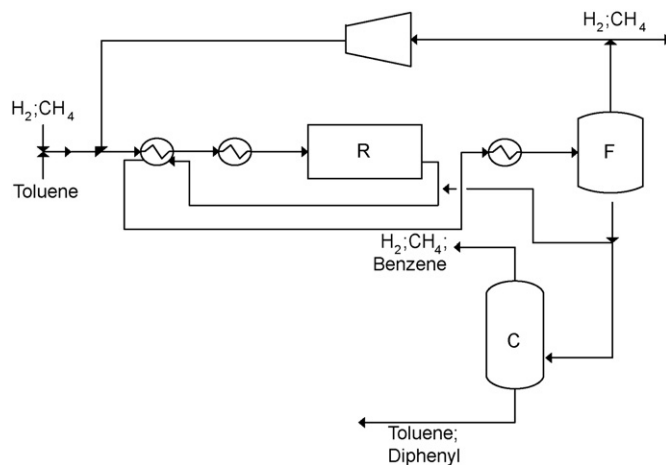 H₂;CH₄
H₂;CH₄
Toluene
R
F
H₂;CH₄;
Benzene
C
Toluene;
Diphenyl